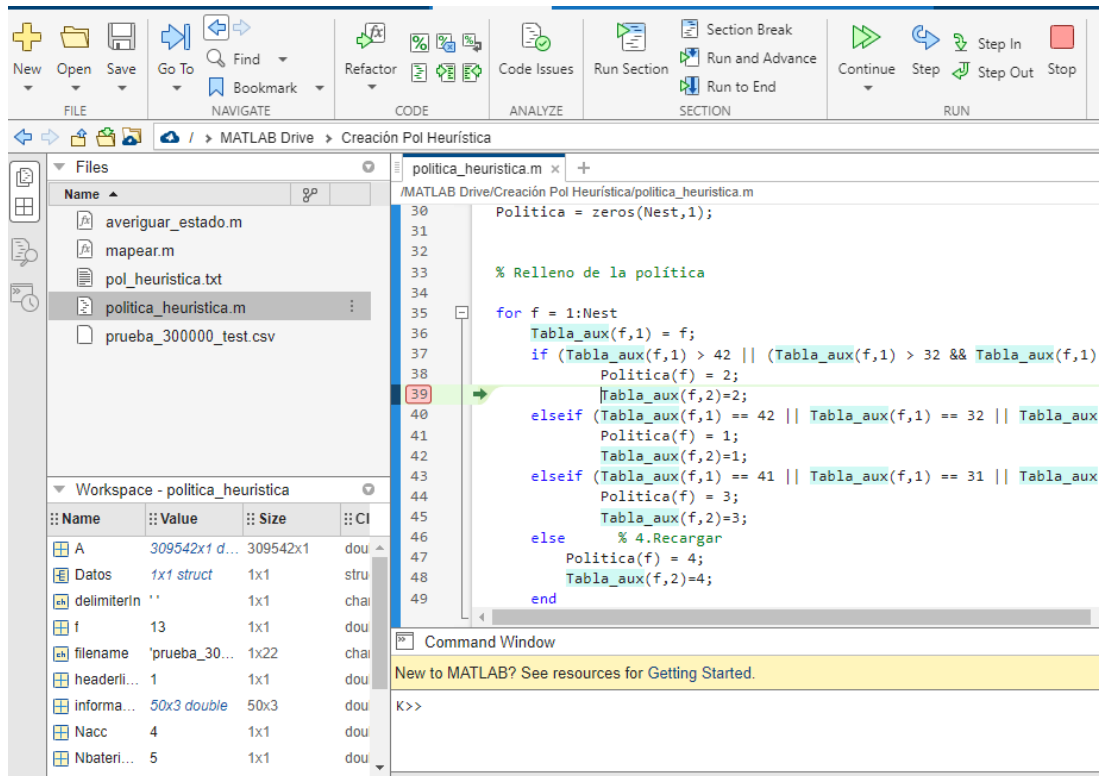 New Open Save Go To Find Bookmark Refactor Code Issues Run Section Section Break Run and Advance Run to End Continue Step Step In Step Out Stop
FILE NAVIGATE CODE ANALYZE SECTION RUN
/ > MATLAB Drive > Creación Pol Heurística
Files
Name
averiguar_estado.m
mapear.m
pol_heuristica.txt
politica_heuristica.m
prueba_300000_test.csv
Workspace - politica_heuristica
Name Value Size Cl
A 309542x1 d... 309542x1 dou
Datos 1x1 struct 1x1 stru
delimiterIn ' ' 1x1 cha
f 13 1x1 dou
filename 'prueba_30... 1x22 cha
headerli... 1 1x1 dou
informa... 50x3 double 50x3 dou
Nacc 4 1x1 dou
Nbateri... 5 1x1 dou
politica_heuristica.m × +
/MATLAB Drive/Creación Pol Heurística/politica_heuristica.m
30 Politica = zeros(Nest,1);
31
32
33 % Relleno de la política
34
35 for f = 1:Nest
36 Tabla_aux(f,1) = f;
37 if (Tabla_aux(f,1) > 42 || (Tabla_aux(f,1) > 32 && Tabla_aux(f,1)
38 Politica(f) = 2;
39 Tabla_aux(f,2)=2;
40 elseif (Tabla_aux(f,1) == 42 || Tabla_aux(f,1) == 32 || Tabla_aux
41 Politica(f) = 1;
42 Tabla_aux(f,2)=1;
43 elseif (Tabla_aux(f,1) == 41 || Tabla_aux(f,1) == 31 || Tabla_aux
44 Politica(f) = 3;
45 Tabla_aux(f,2)=3;
46 else % 4.Recargar
47 Politica(f) = 4;
48 Tabla_aux(f,2)=4;
49 end
Command Window
New to MATLAB? See resources for Getting Started.
K>>